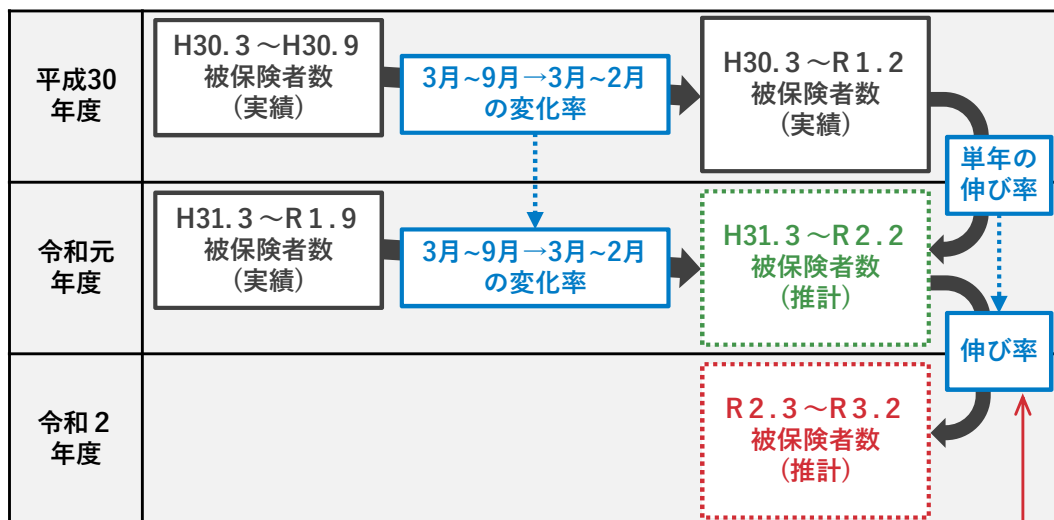 平成30
年度
H30.3～H30.9
被保険者数
(実績)
3月~9月→3月~2月
の変化率
H30.3～R1.2
被保険者数
(実績)
単年の
伸び率
令和元
年度
H31.3～R1.9
被保険者数
(実績)
3月~9月→3月~2月
の変化率
H31.3～R2.2
被保険者数
(推計)
伸び率
令和２
年度
R2.3～R3.2
被保険者数
(推計)